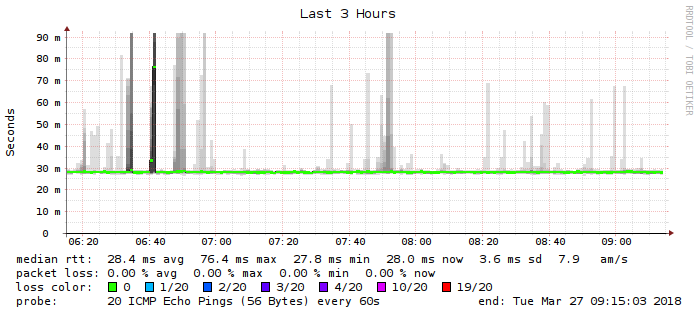 Last 3 Hours
RRDTOOL / TOBI OETIKER
Seconds
90 m
80 m
70 m
60 m
50 m
40 m
30 m
20 m
10 m
0
06:20 06:40 07:00 07:20 07:40 08:00 08:20 08:40 09:00
median rtt: 28.4 ms avg 76.4 ms max 27.8 ms min 28.0 ms now 3.6 ms sd 7.9 am/s
packet loss: 0.00 % avg 0.00 % max 0.00 % min 0.00 % now
loss color: 0 1/20 2/20 3/20 4/20 10/20 19/20
probe: 20 ICMP Echo Pings (56 Bytes) every 60s end: Tue Mar 27 09:15:03 2018